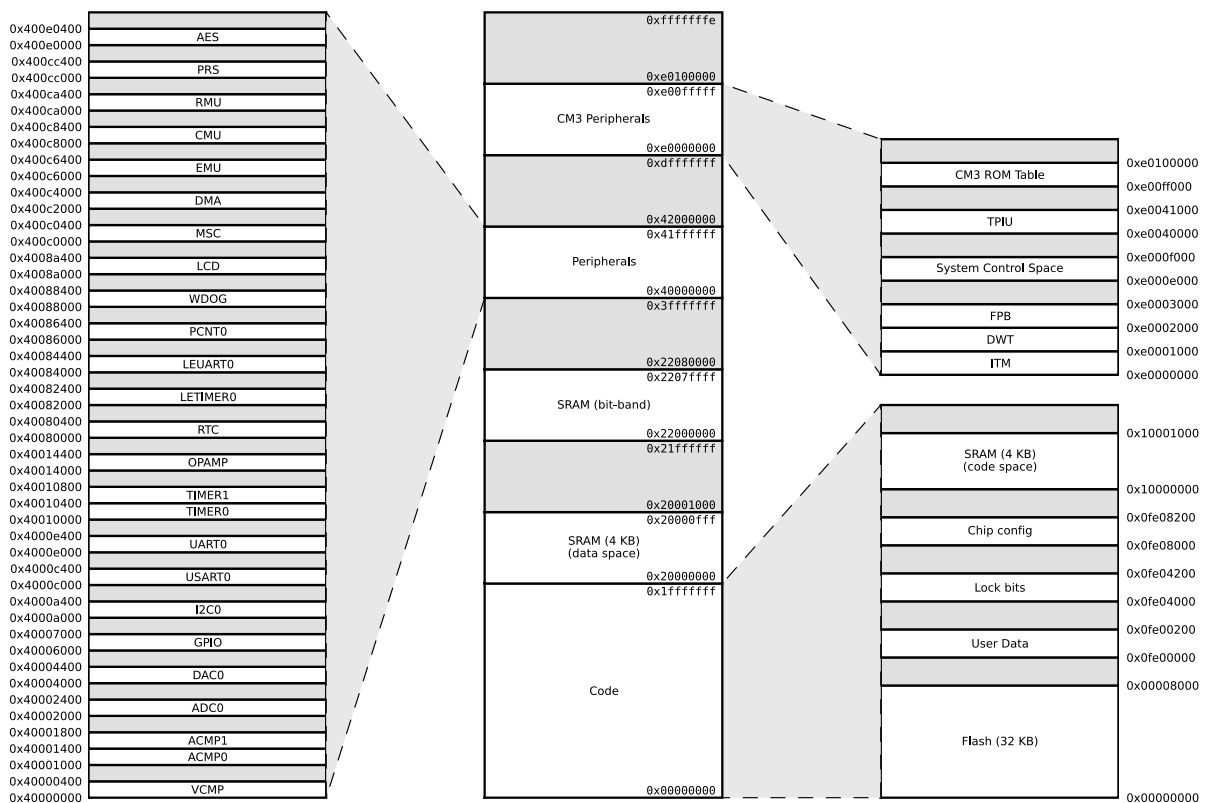 0x400e0400
AES
0x400e0000
0x400cc400
PRS
0x400cc000
0x400ca400
RMU
0x400ca000
0x400c8400
CMU
0x400c8000
0x400c6400
EMU
0x400c6000
0x400c4000
DMA
0x400c2000
0x400c0400
MSC
0x400c0000
0x4008a400
LCD
0x4008a000
0x40088400
WDOG
0x40088000
0x40086400
PCNT0
0x40086000
0x40084400
LEUART0
0x40084000
0x40082400
LETIMER0
0x40082000
0x40080400
RTC
0x40080000
0x40014400
OPAMP
0x40014000
0x40010800
TIMER1
0x40010400
TIMER0
0x40010000
0x4000e400
UART0
0x4000e000
0x4000c400
USART0
0x4000c000
0x4000a400
I2C0
0x4000a000
0x40007000
GPIO
0x40006000
0x40004400
DAC0
0x40004000
0x40002400
ADC0
0x40002000
0x40001800
ACMP1
0x40001400
ACMP0
0x40001000
0x40000400
VCMP
0x40000000
0xfffffffe
0xe0100000
0xe00fffff
CM3 Peripherals
0xe0000000
0xdfffffff
0x42000000
0x41ffffff
Peripherals
0x40000000
0x3fffffff
0x22080000
0x2207ffff
SRAM (bit-band)
0x22000000
0x21ffffff
0x20001000
0x20000fff
SRAM (4 KB)
(data space)
0x20000000
0x1fffffff
Code
0x00000000
0xe0100000
CM3 ROM Table
0xe00ff000
0xe0041000
TPIU
0xe0040000
0xe000f000
System Control Space
0xe000e000
0xe0003000
FPB
0xe0002000
DWT
0xe0001000
ITM
0xe0000000
0x10001000
SRAM (4 KB)
(code space)
0x10000000
0x0fe08200
Chip config
0x0fe08000
0x0fe04200
Lock bits
0x0fe04000
0x0fe00200
User Data
0x0fe00000
0x00008000
Flash (32 KB)
0x00000000